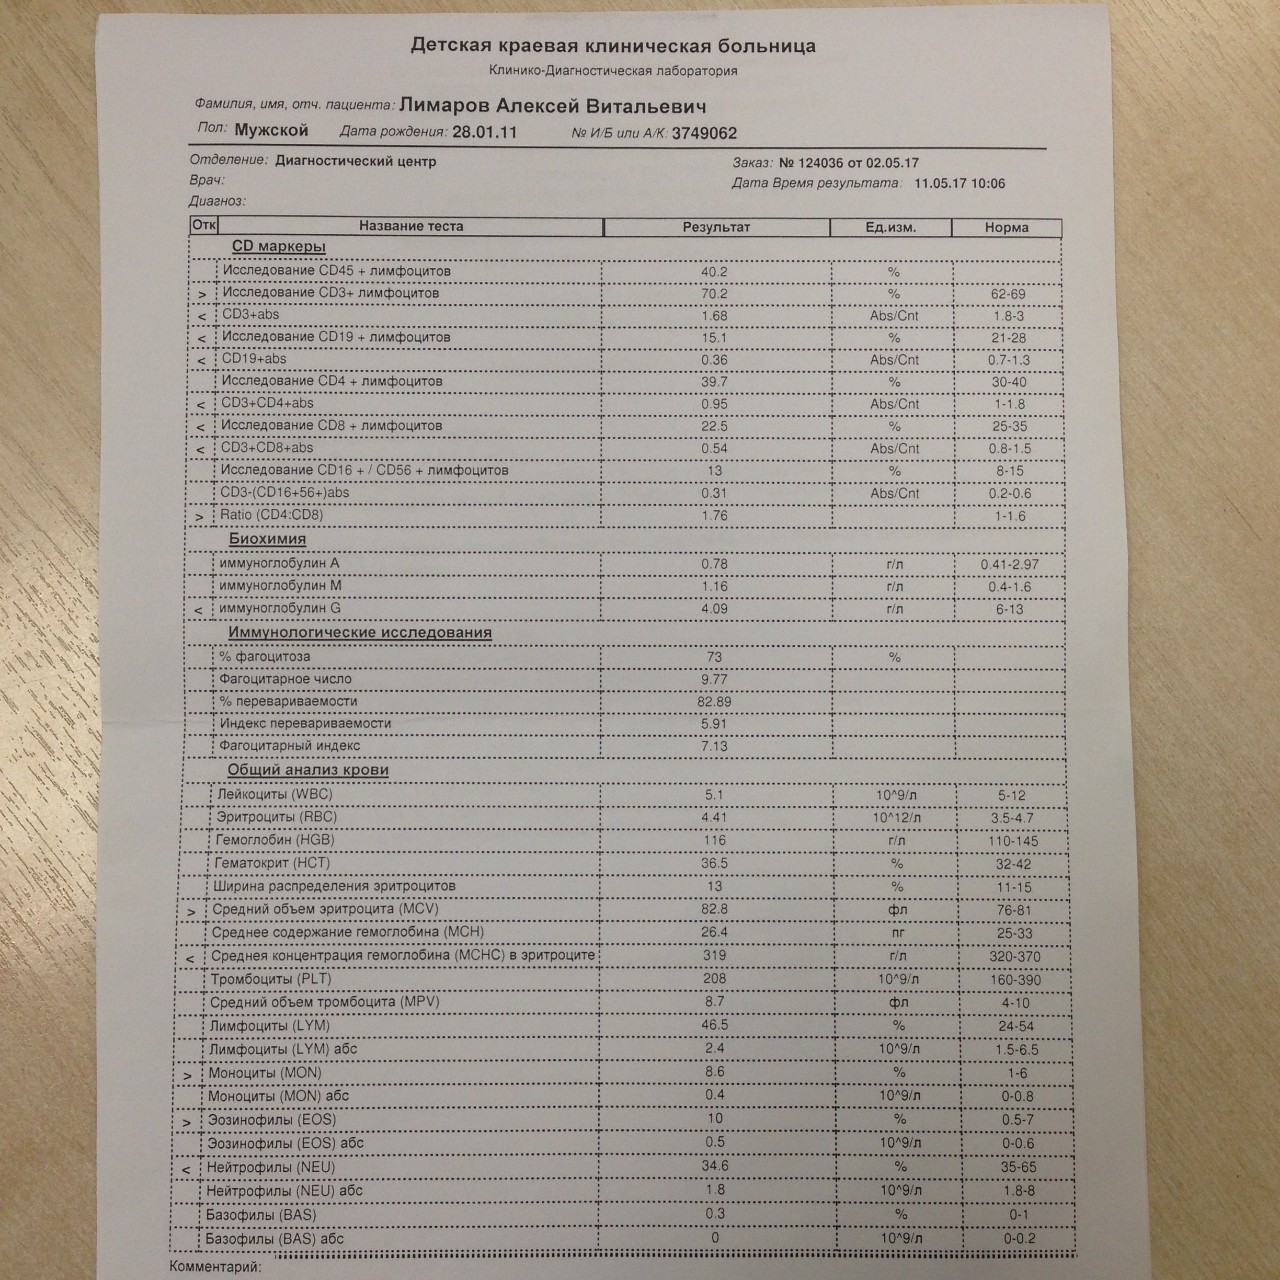 Детская краевая клиническая больница
Клинико-Диагностическая лаборатория
Фамилия, имя, отч. пациента: Лимаров Алексей Витальевич
Пол: Мужской Дата рождения: 28.01.11 № И/Б или А/К: 3749062
Отделение: Диагностический центр Заказ: № 124036 от 02.05.17
Врач: Дата Время результата: 11.05.17 10:06
Диагноз:
Отк Название теста Результат Ед.изм. Норма
CD маркеры
Исследование CD45 + лимфоцитов 40.2 %
> Исследование CD3+ лимфоцитов 70.2 % 62-69
< CD3+abs 1.68 Abs/Cnt 1.8-3
< Исследование CD19 + лимфоцитов 15.1 % 21-28
< CD19+abs 0.36 Abs/Cnt 0.7-1.3
Исследование CD4 + лимфоцитов 39.7 % 30-40
< CD3+CD4+abs 0.95 Abs/Cnt 1-1.8
< Исследование CD8 + лимфоцитов 22.5 % 25-35
< CD3+CD8+abs 0.54 Abs/Cnt 0.8-1.5
Исследование CD16 + / CD56 + лимфоцитов 13 % 8-15
CD3-(CD16+56+)abs 0.31 Abs/Cnt 0.2-0.6
> Ratio (CD4:CD8) 1.76 1-1.6
Биохимия
иммуноглобулин A 0.78 г/л 0.41-2.97
иммуноглобулин M 1.16 г/л 0.4-1.6
< иммуноглобулин G 4.09 г/л 6-13
Иммунологические исследования
% фагоцитоза 73 %
Фагоцитарное число 9.77
% перевариваемости 82.89
Индекс перевариваемости 5.91
Фагоцитарный индекс 7.13
Общий анализ крови
Лейкоциты (WBC) 5.1 10^9/л 5-12
Эритроциты (RBC) 4.41 10^12/л 3.5-4.7
Гемоглобин (HGB) 116 г/л 110-145
Гематокрит (HCT) 36.5 % 32-42
Ширина распределения эритроцитов 13 % 11-15
> Средний объем эритроцита (MCV) 82.8 фл 76-81
Среднее содержание гемоглобина (MCH) 26.4 пг 25-33
< Средняя концентрация гемоглобина (MCHC) в эритроците 319 г/л 320-370
Тромбоциты (PLT) 208 10^9/л 160-390
Средний объем тромбоцита (MPV) 8.7 фл 4-10
Лимфоциты (LYM) 46.5 % 24-54
Лимфоциты (LYM) абс 2.4 10^9/л 1.5-6.5
> Моноциты (MON) 8.6 % 1-6
Моноциты (MON) абс 0.4 10^9/л 0-0.8
> Эозинофилы (EOS) 10 % 0.5-7
Эозинофилы (EOS) абс 0.5 10^9/л 0-0.6
< Нейтрофилы (NEU) 34.6 % 35-65
Нейтрофилы (NEU) абс 1.8 10^9/л 1.8-8
Базофилы (BAS) 0.3 % 0-1
Базофилы (BAS) абс 0 10^9/л 0-0.2
Комментарий: